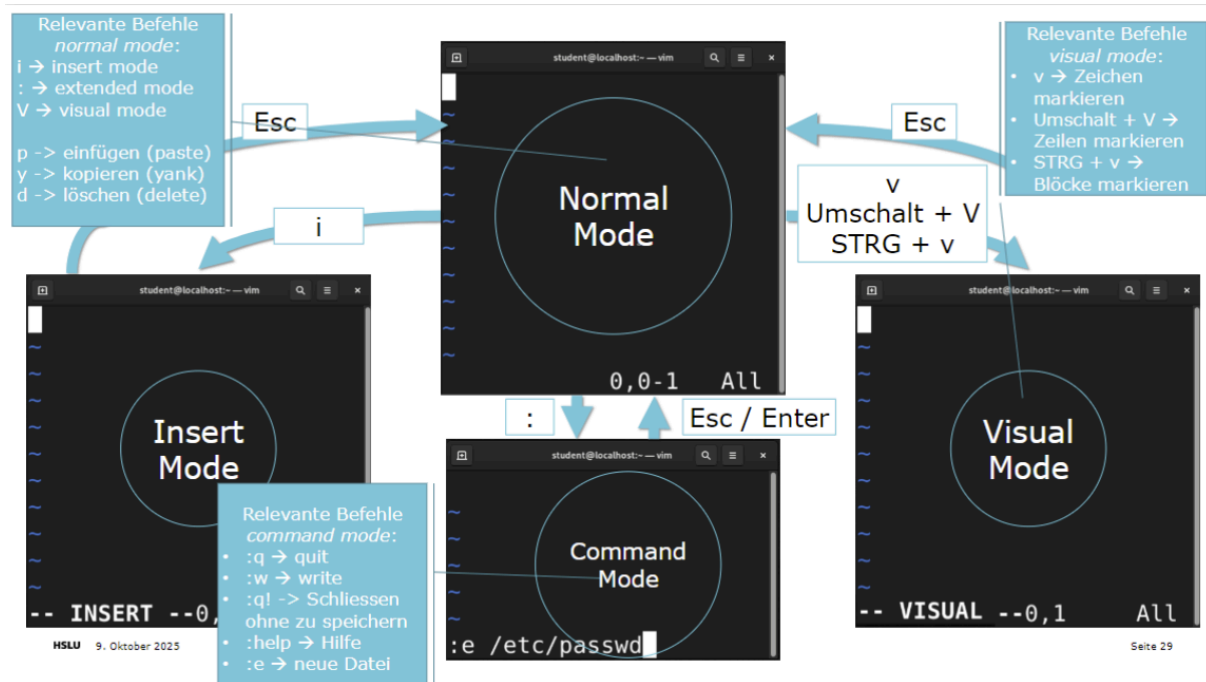 Relevante Befehle
normal mode:
i → insert mode
: → extended mode
V → visual mode
p -> einfügen (paste)
y -> kopieren (yank)
d -> löschen (delete)
Esc
i
student@localhost:~ — vim
~
~
~
~
~
~
~
~
~
~
~
Normal
Mode
0,0-1 All
Esc
v
Umschalt + V
STRG + v
Relevante Befehle
visual mode:
• v → Zeichen
markieren
• Umschalt + V →
Zeilen markieren
• STRG + v →
Blöcke markieren
student@localhost:~ — vim
~
~
~
~
~
~
~
~
~
~
Insert
Mode
-- INSERT --0,
:
Esc / Enter
Relevante Befehle
command mode:
• :q → quit
• :w → write
• :q! -> Schliessen
ohne zu speichern
• :help → Hilfe
• :e → neue Datei
student@localhost:~ — vim
~
~
~
~
~
Command
Mode
:e /etc/passwd
student@localhost:~ — vim
~
~
~
~
~
~
~
~
~
~
Visual
Mode
-- VISUAL --0,1 All
HSLU 9. Oktober 2025
Seite 29